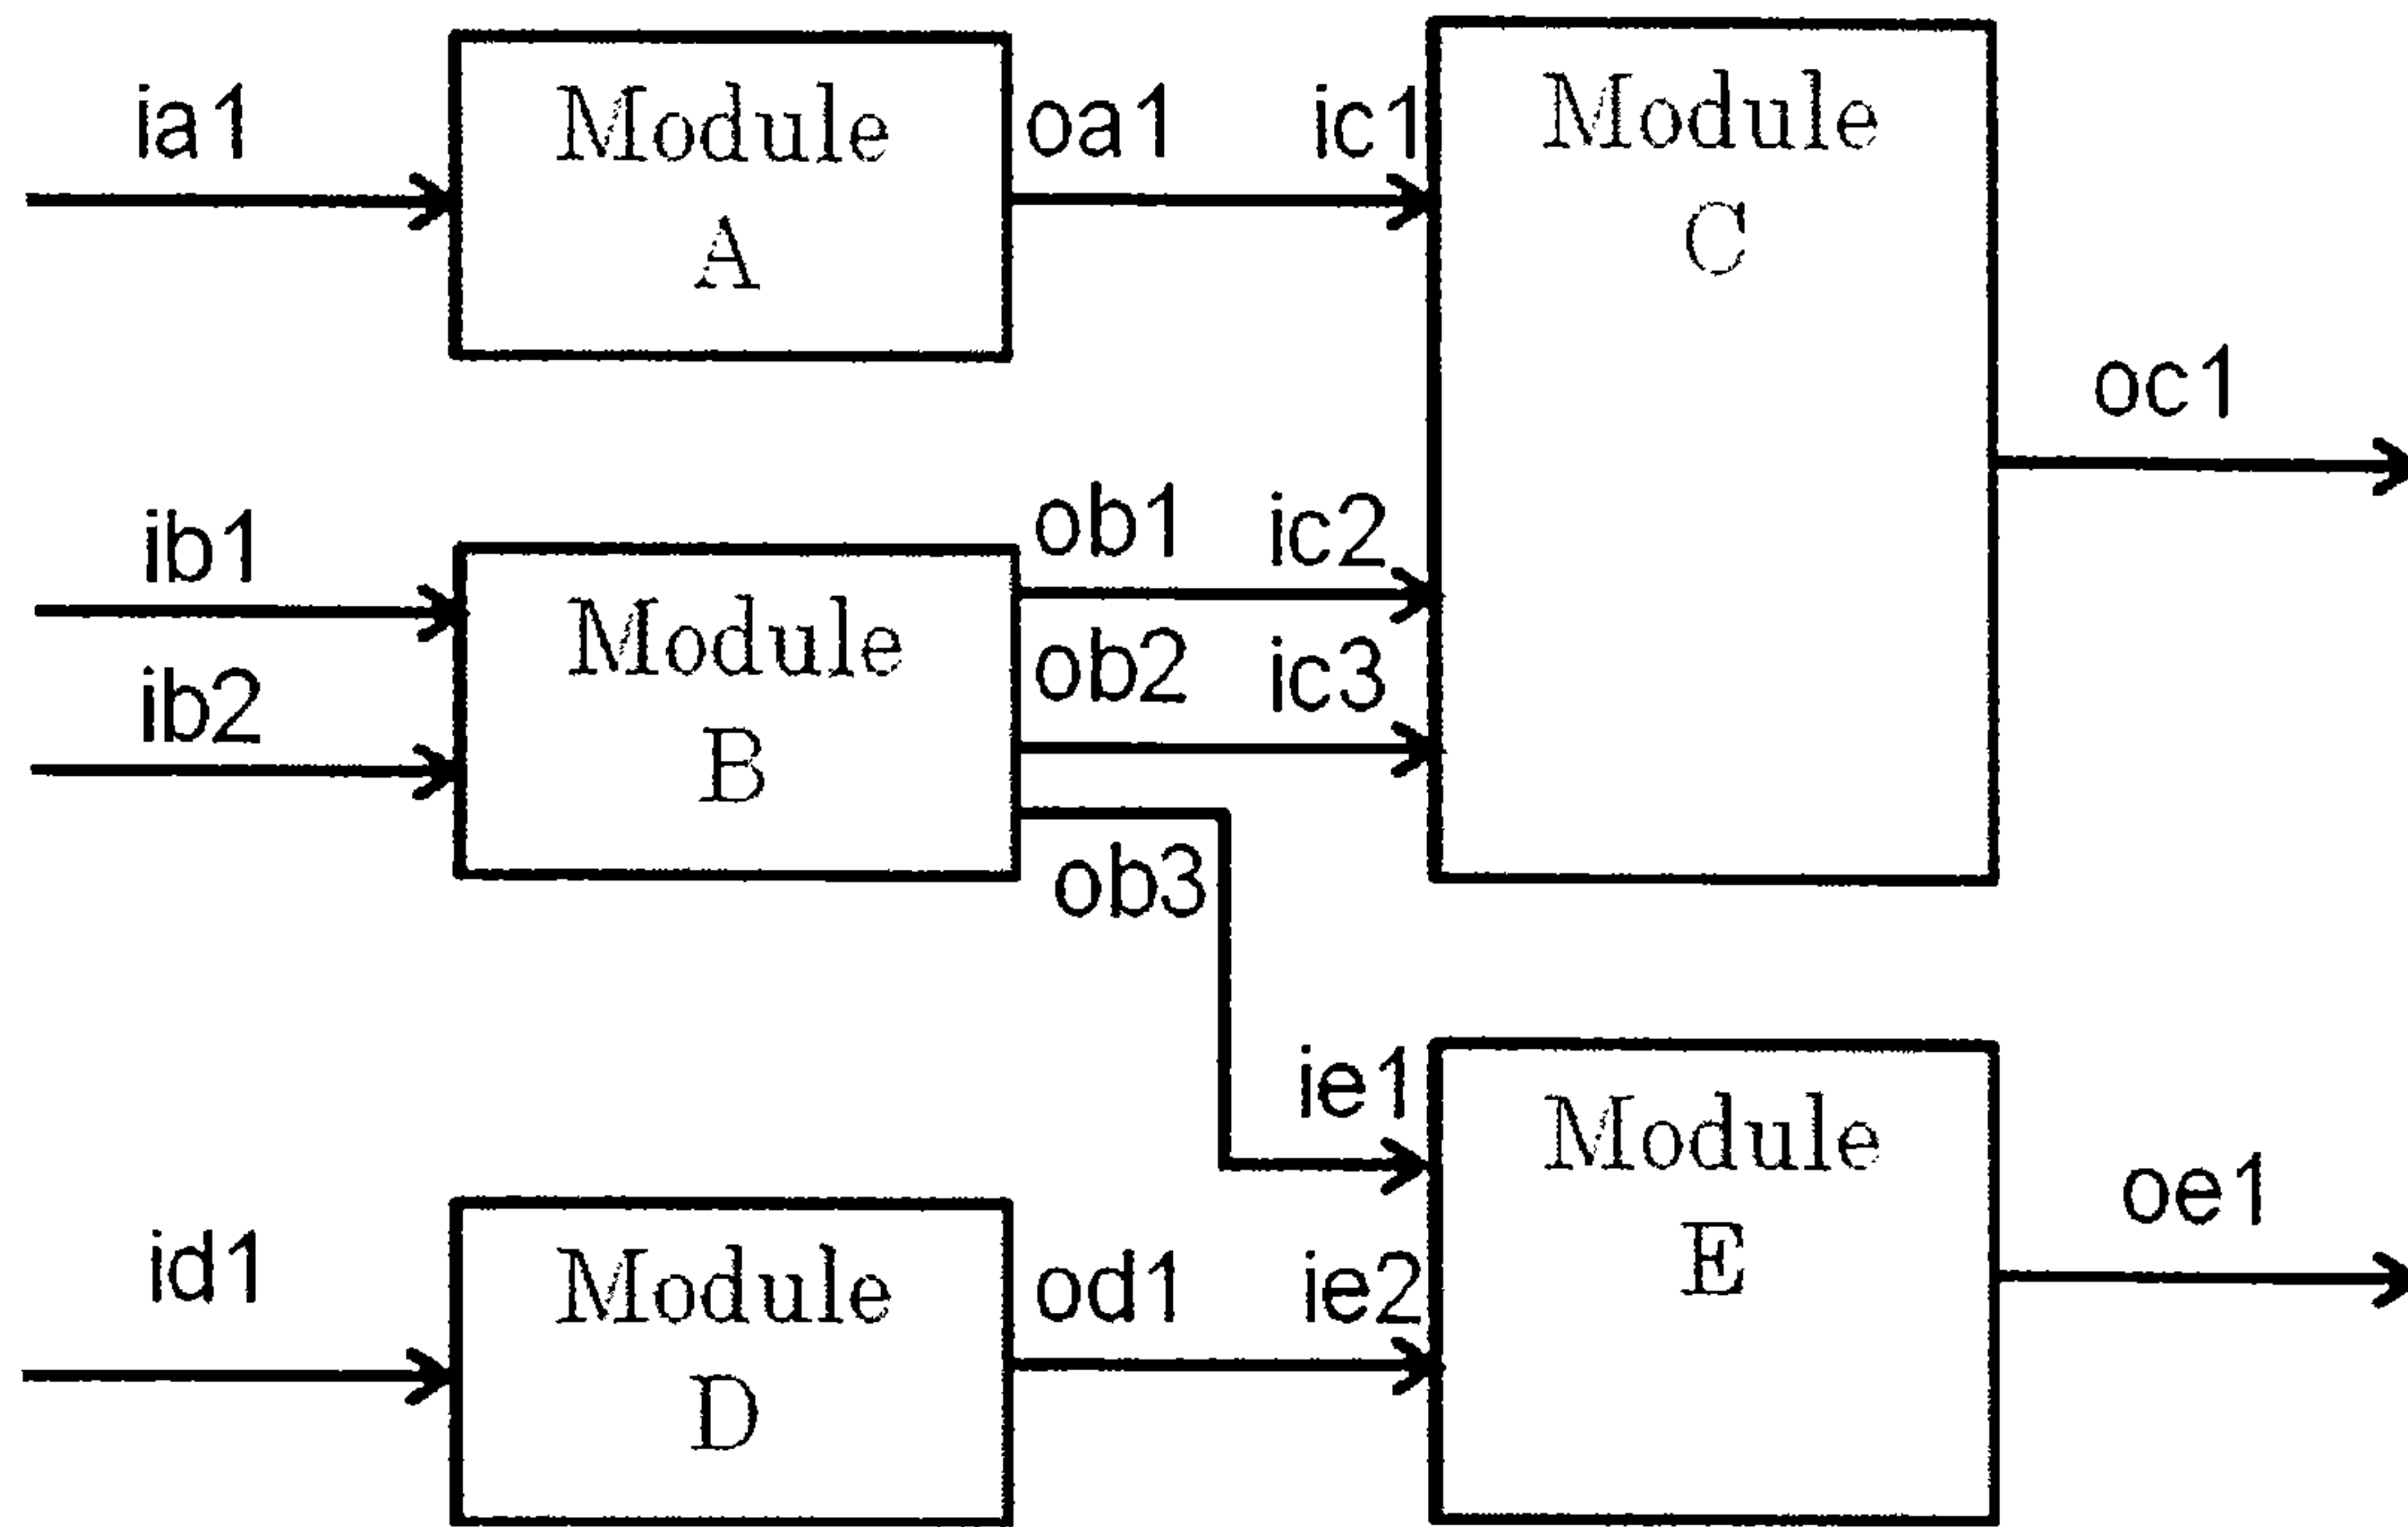 ia1
Module
A
oa1
ic1
Module
C
oc1
ib1
ib2
Module
B
ob1
ic2
ob2
ic3
ob3
ie1
Module
E
oe1
id1
Module
D
od1
ie2